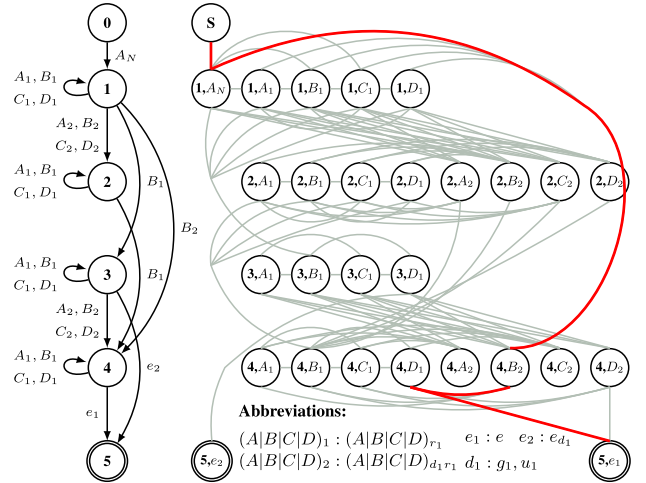 0
S
A_N
A_1, B_1
C_1, D_1
1
1,A_N
1,A_1
1,B_1
1,C_1
1,D_1
A_2, B_2
C_2, D_2
A_1, B_1
C_1, D_1
2
B_1
2,A_1
2,B_1
2,C_1
2,D_1
2,A_2
2,B_2
2,C_2
2,D_2
B_2
A_1, B_1
C_1, D_1
3
B_1
3,A_1
3,B_1
3,C_1
3,D_1
A_2, B_2
C_2, D_2
A_1, B_1
C_1, D_1
4
e_2
4,A_1
4,B_1
4,C_1
4,D_1
4,A_2
4,B_2
4,C_2
4,D_2
e_1
Abbreviations:
(A|B|C|D)_1 : (A|B|C|D)_{r_1} e_1 : e e_2 : e_{d_1}
(A|B|C|D)_2 : (A|B|C|D)_{d_1r_1} d_1 : g_1, u_1
5
5,e_2
5,e_1